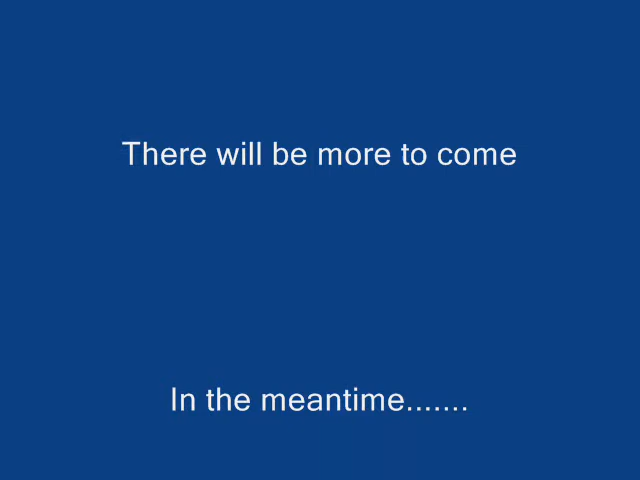 There will be more to come
In the meantime.......